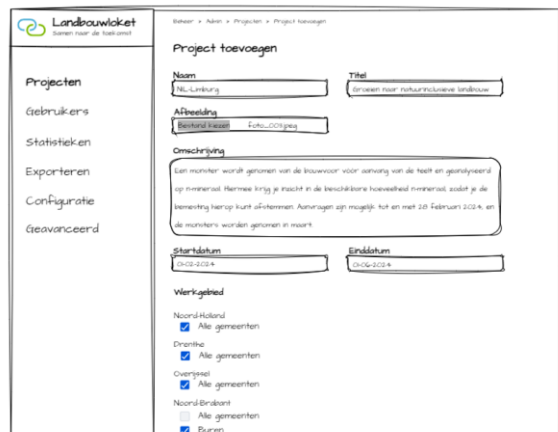 Landbouwloket
Samen naar de toekomst
Beheer > Admin > Projecten > Project toevoegen
Project toevoegen
Projecten
Gebruikers
Statistieken
Exporteren
Configuratie
Geavanceerd
Naam
Titel
NL-Limburg
Groeien naar natuurinclusieve landbouw
Afbeelding
Bestand kiezen
foto_001.jpeg
Omschrijving
Een monster wordt genomen van de bouwvoor voor aanvang van de teelt en geanalyseerd
op n-mineraal. Hiermee krijg je inzicht in de beschikbare hoeveelheid n-mineraal, zodat je de
bemesting hierop kunt afstemmen. Aanvragen zijn mogelijk tot en met 28 februari 2024, en
de monsters worden genomen in maart.
Startdatum
Einddatum
01-02-2024
01-06-2024
Werkgebied
Noord-Holland
Alle gemeenten
Drenthe
Alle gemeenten
Overijssel
Alle gemeenten
Noord-Brabant
Alle gemeenten
Buren